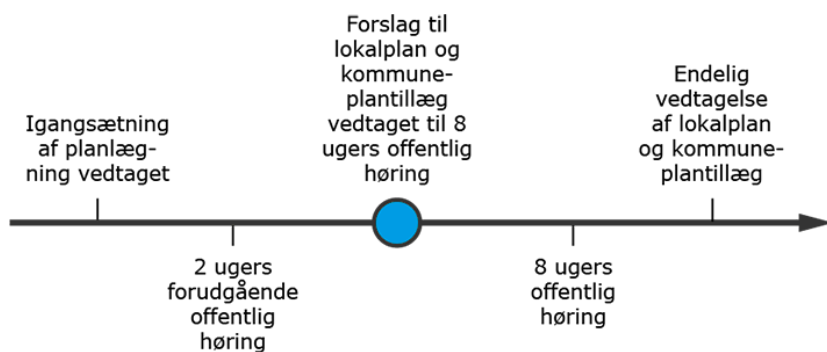 Igangsætning
af planlæg-
ning vedtaget
2 ugers
forudgående
offentlig
høring
Forslag til
lokalplan og
kommune-
plantillæg
vedtaget til 8
ugers offentlig
høring
8 ugers
offentlig
høring
Endelig
vedtagelse
af lokalplan
og kommune-
plantillæg